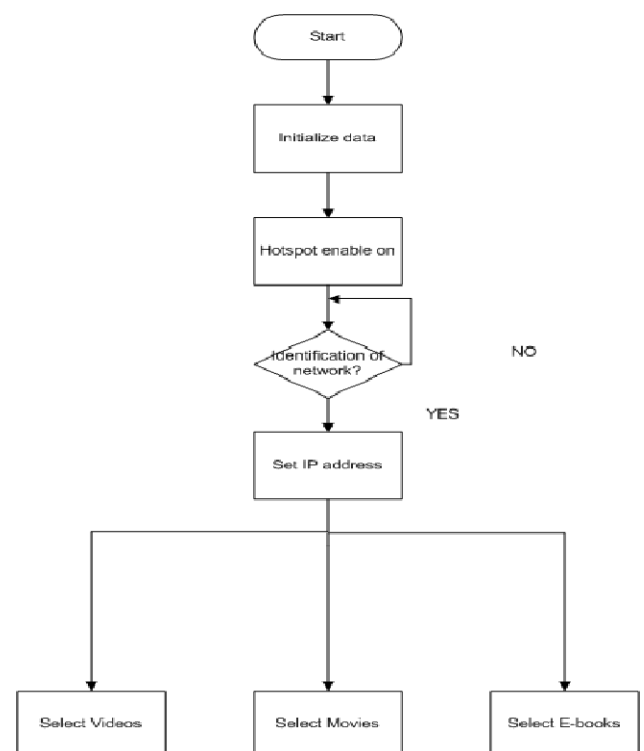 Start
Initialize data
Hotspot enable on
Identification of
network?
NO
YES
Set IP address
Select Videos
Select Movies
Select E-books